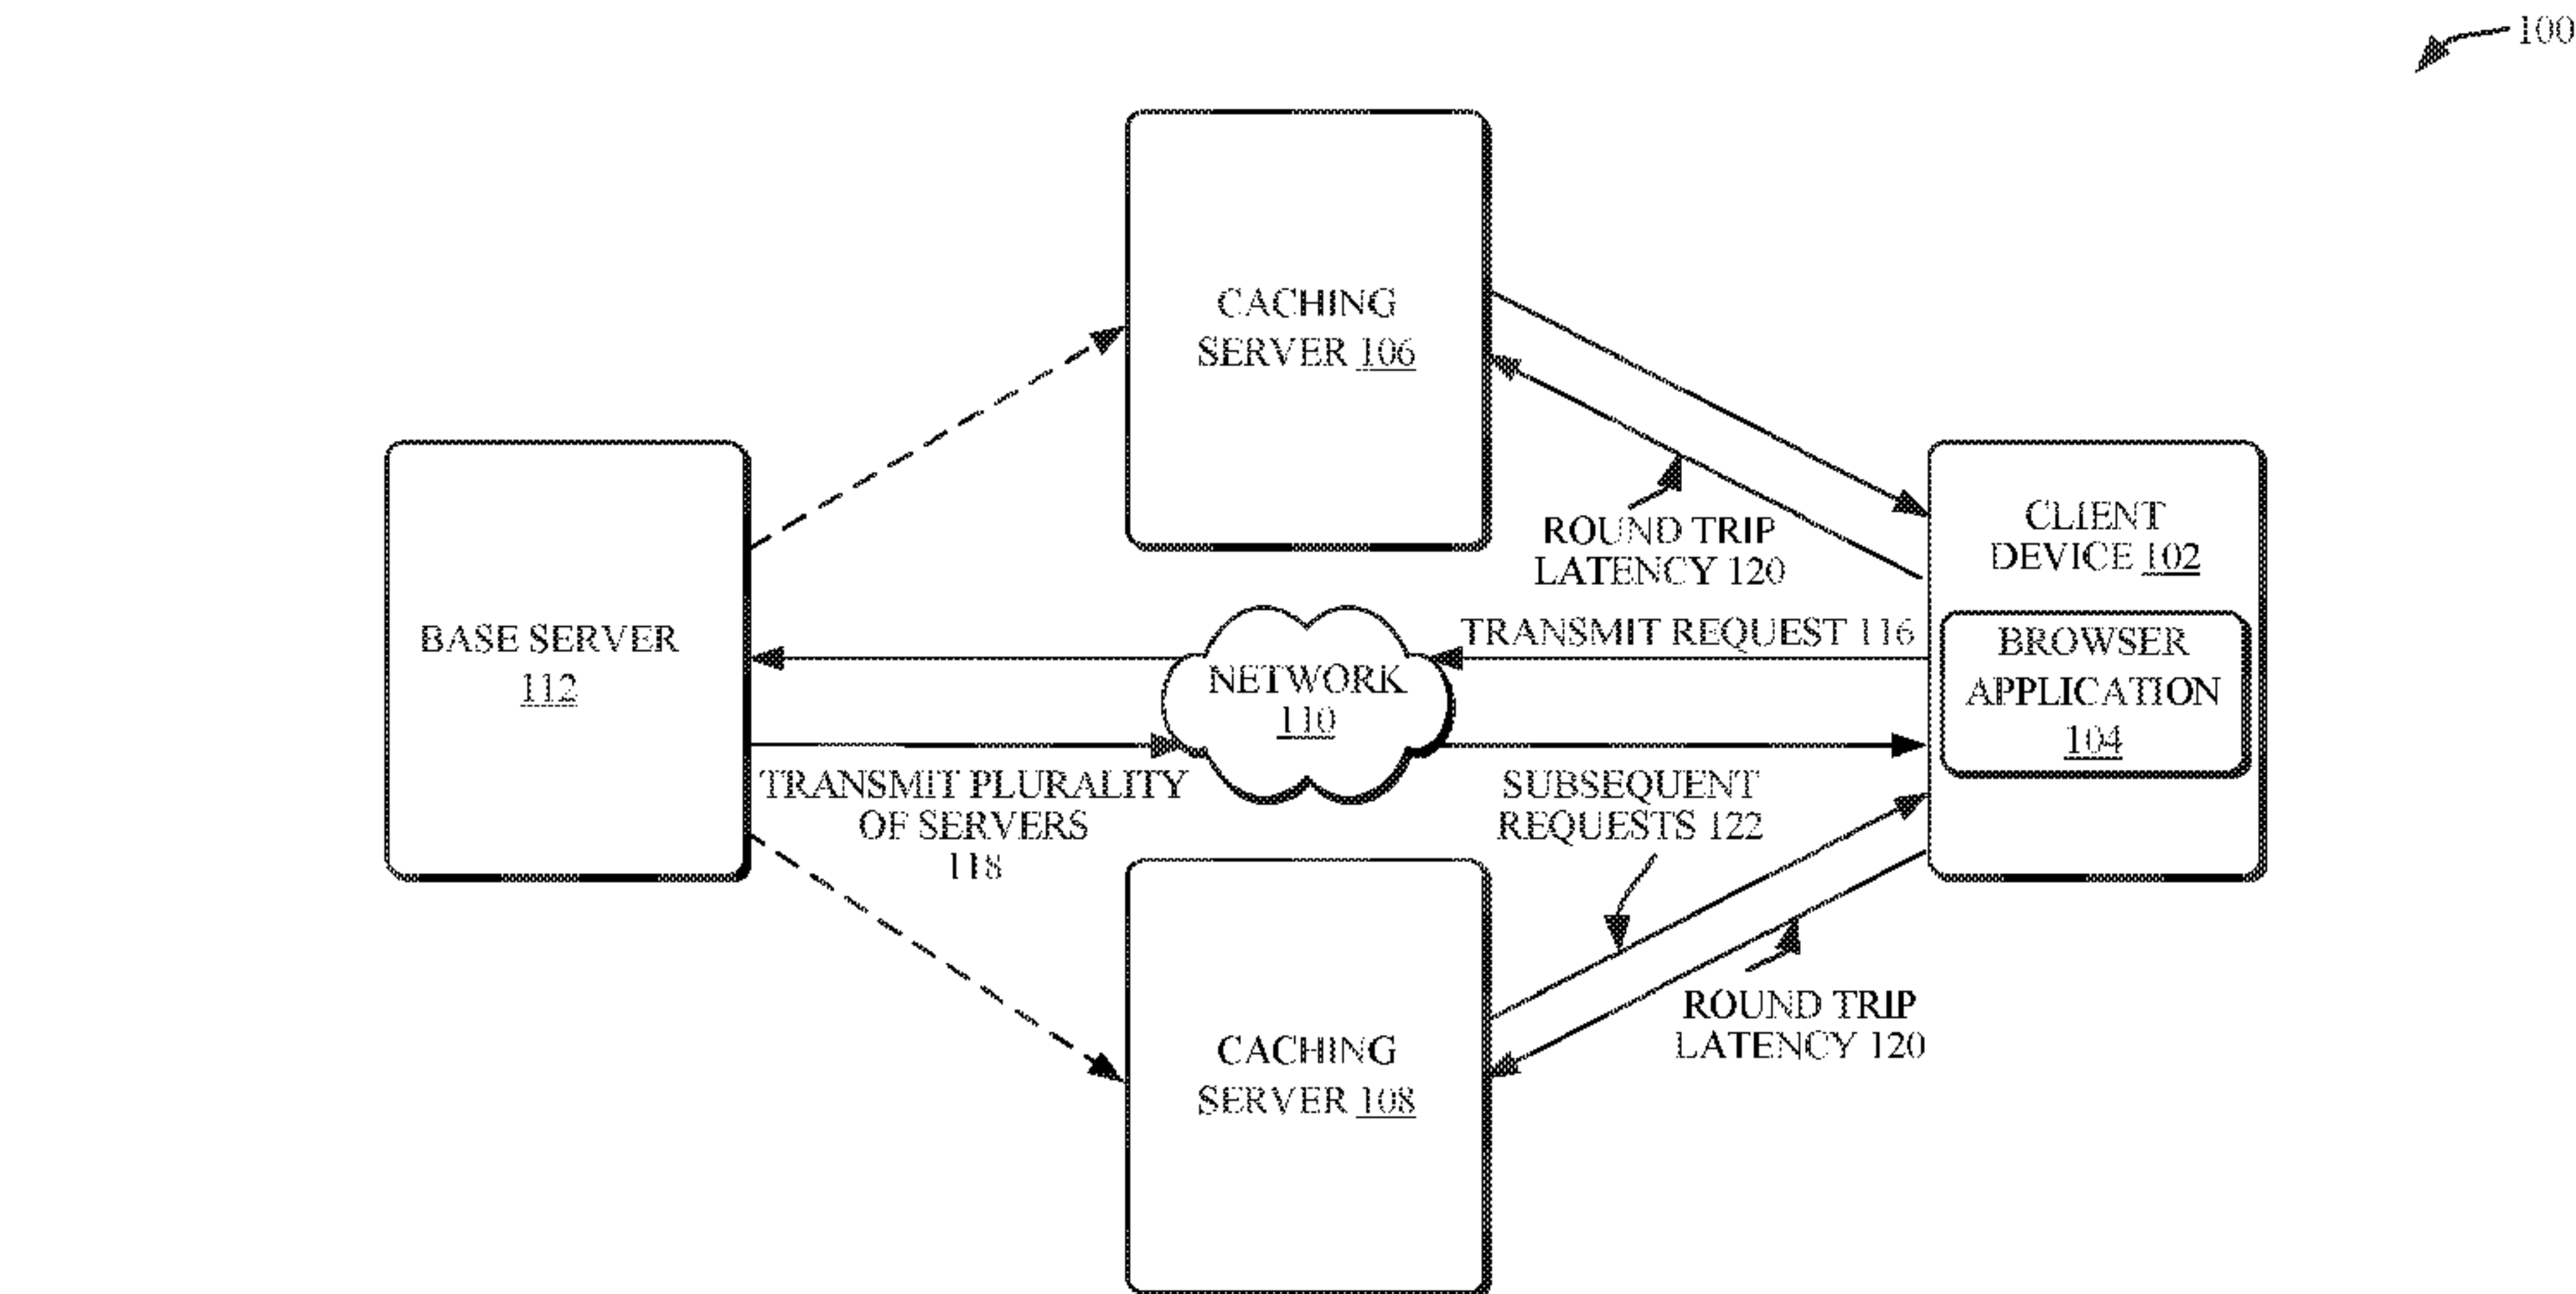 100
CACHING
SERVER 106
ROUND TRIP
LATENCY 120
CLIENT
DEVICE 102
BASE SERVER
112
NETWORK
110
TRANSMIT REQUEST 116
BROWSER
APPLICATION
104
TRANSMIT PLURALITY
OF SERVERS
118
SUBSEQUENT
REQUESTS 122
CACHING
SERVER 108
ROUND TRIP
LATENCY 120